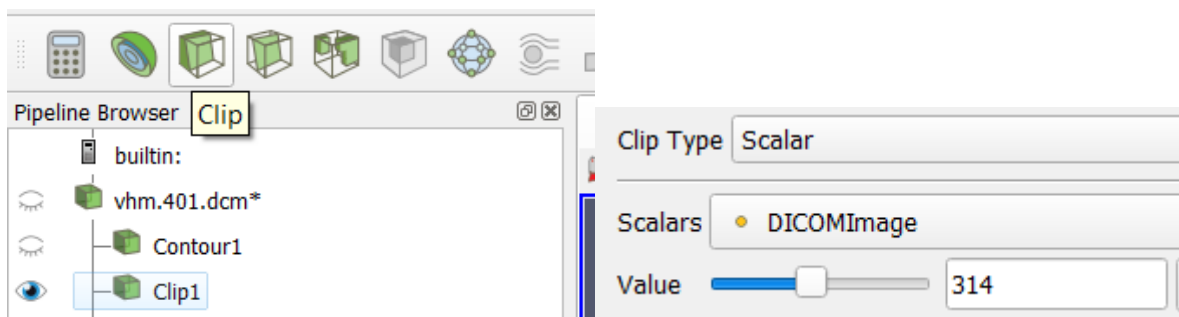 Pipeline Browser
Clip
builtin:
vhm.401.dcm*
Contour1
Clip1
Clip Type Scalar
Scalars DICOMImage
Value 314